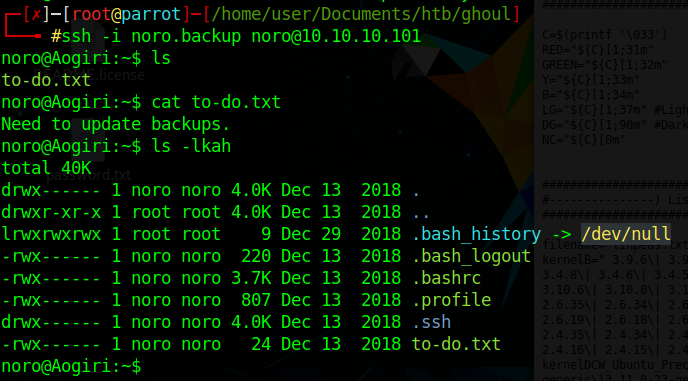 [x]-[root@parrot]-[/home/user/Documents/htb/ghoul]
#ssh -i noro.backup noro@10.10.10.101
noro@Aogiri:~$ ls
to-do.txt
noro@Aogiri:~$ cat to-do.txt
Need to update backups.
noro@Aogiri:~$ ls -lkah
total 40K
drwx------ 1 noro noro 4.0K Dec 13  2018 .
drwxr-xr-x 1 root root 4.0K Dec 13  2018 ..
lrwxrwxrwx 1 root root    9 Dec 29  2018 .bash_history -> /dev/null
-rwx------ 1 noro noro  220 Dec 13  2018 .bash_logout
-rwx------ 1 noro noro 3.7K Dec 13  2018 .bashrc
-rwx------ 1 noro noro  807 Dec 13  2018 .profile
drwx------ 1 noro noro 4.0K Dec 13  2018 .ssh
-rwx------ 1 noro noro   24 Dec 13  2018 to-do.txt
noro@Aogiri:~$
license
password.txt
C=$(printf '\033')
RED="${C}[1;31m"
GREEN="${C}[1;32m"
Y="${C}[1;33m"
B="${C}[1;34m"
LG="${C}[1;37m" #Ligh
DG="${C}[1;90m" #Dark
NC="${C}[0m"